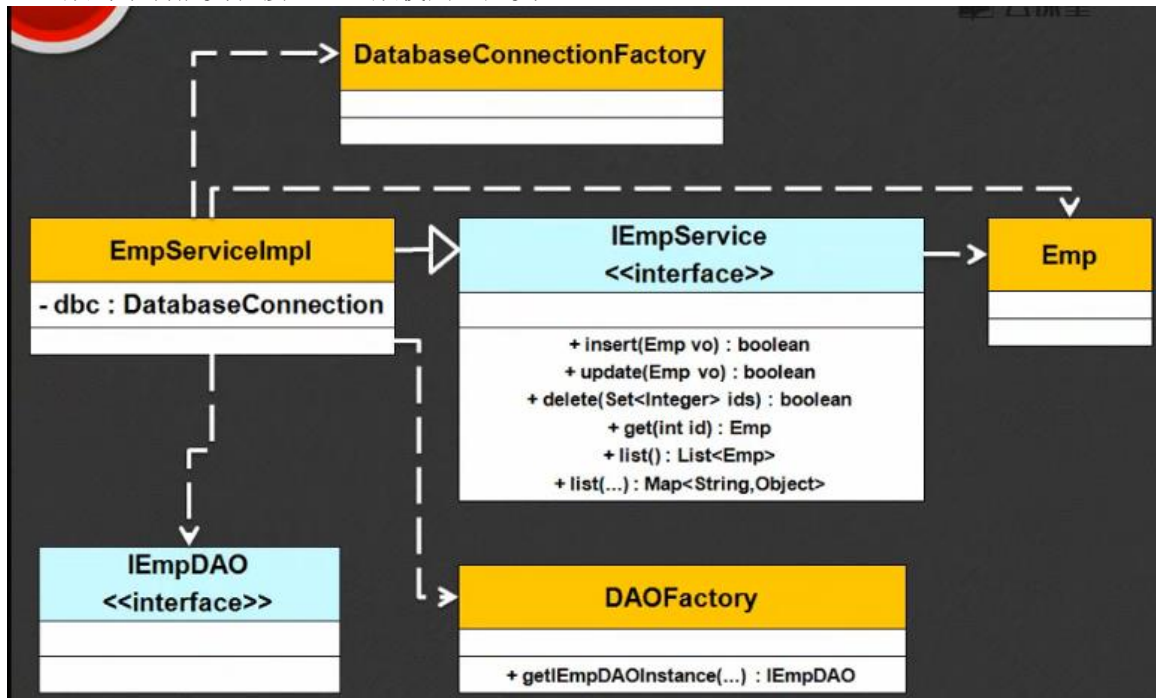 DatabaseConnectionFactory
EmpServiceImpl
- dbc : DatabaseConnection
IEmpService
<<interface>>
+ insert(Emp vo) : boolean
+ update(Emp vo) : boolean
+ delete(Set<Integer> ids) : boolean
+ get(int id) : Emp
+ list() : List<Emp>
+ list(...) : Map<String,Object>
Emp
IEmpDAO
<<interface>>
DAOFactory
+ getIEmpDAOInstance(...) : IEmpDAO